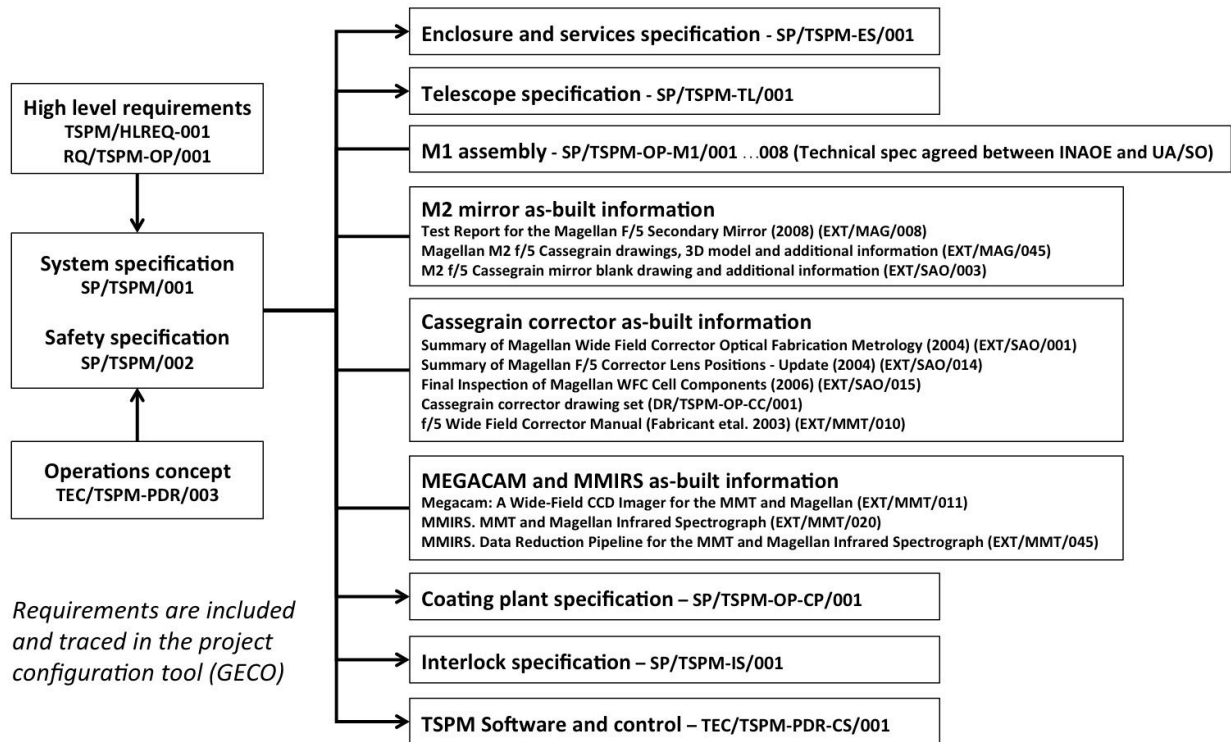 High level requirements
TSPM/HLREQ-001
RQ/TSPM-OP/001
System specification
SP/TSPM/001
Safety specification
SP/TSPM/002
Operations concept
TEC/TSPM-PDR/003
Requirements are included
and traced in the project
configuration tool (GECO)
Enclosure and services specification - SP/TSPM-ES/001
Telescope specification - SP/TSPM-TL/001
M1 assembly - SP/TSPM-OP-M1/001 ...008 (Technical spec agreed between INAOE and UA/SO)
M2 mirror as-built information
Test Report for the Magellan F/5 Secondary Mirror (2008) (EXT/MAG/008)
Magellan M2 f/5 Cassegrain drawings, 3D model and additional information (EXT/MAG/045)
M2 f/5 Cassegrain mirror blank drawing and additional information (EXT/SAO/003)
Cassegrain corrector as-built information
Summary of Magellan Wide Field Corrector Optical Fabrication Metrology (2004) (EXT/SAO/001)
Summary of Magellan F/5 Corrector Lens Positions - Update (2004) (EXT/SAO/014)
Final Inspection of Magellan WFC Cell Components (2006) (EXT/SAO/015)
Cassegrain corrector drawing set (DR/TSPM-OP-CC/001)
f/5 Wide Field Corrector Manual (Fabricant etal. 2003) (EXT/MMT/010)
MEGACAM and MMIRS as-built information
Megacam: A Wide-Field CCD Imager for the MMT and Magellan (EXT/MMT/011)
MMIRS. MMT and Magellan Infrared Spectrograph (EXT/MMT/020)
MMIRS. Data Reduction Pipeline for the MMT and Magellan Infrared Spectrograph (EXT/MMT/045)
Coating plant specification – SP/TSPM-OP-CP/001
Interlock specification – SP/TSPM-IS/001
TSPM Software and control – TEC/TSPM-PDR-CS/001